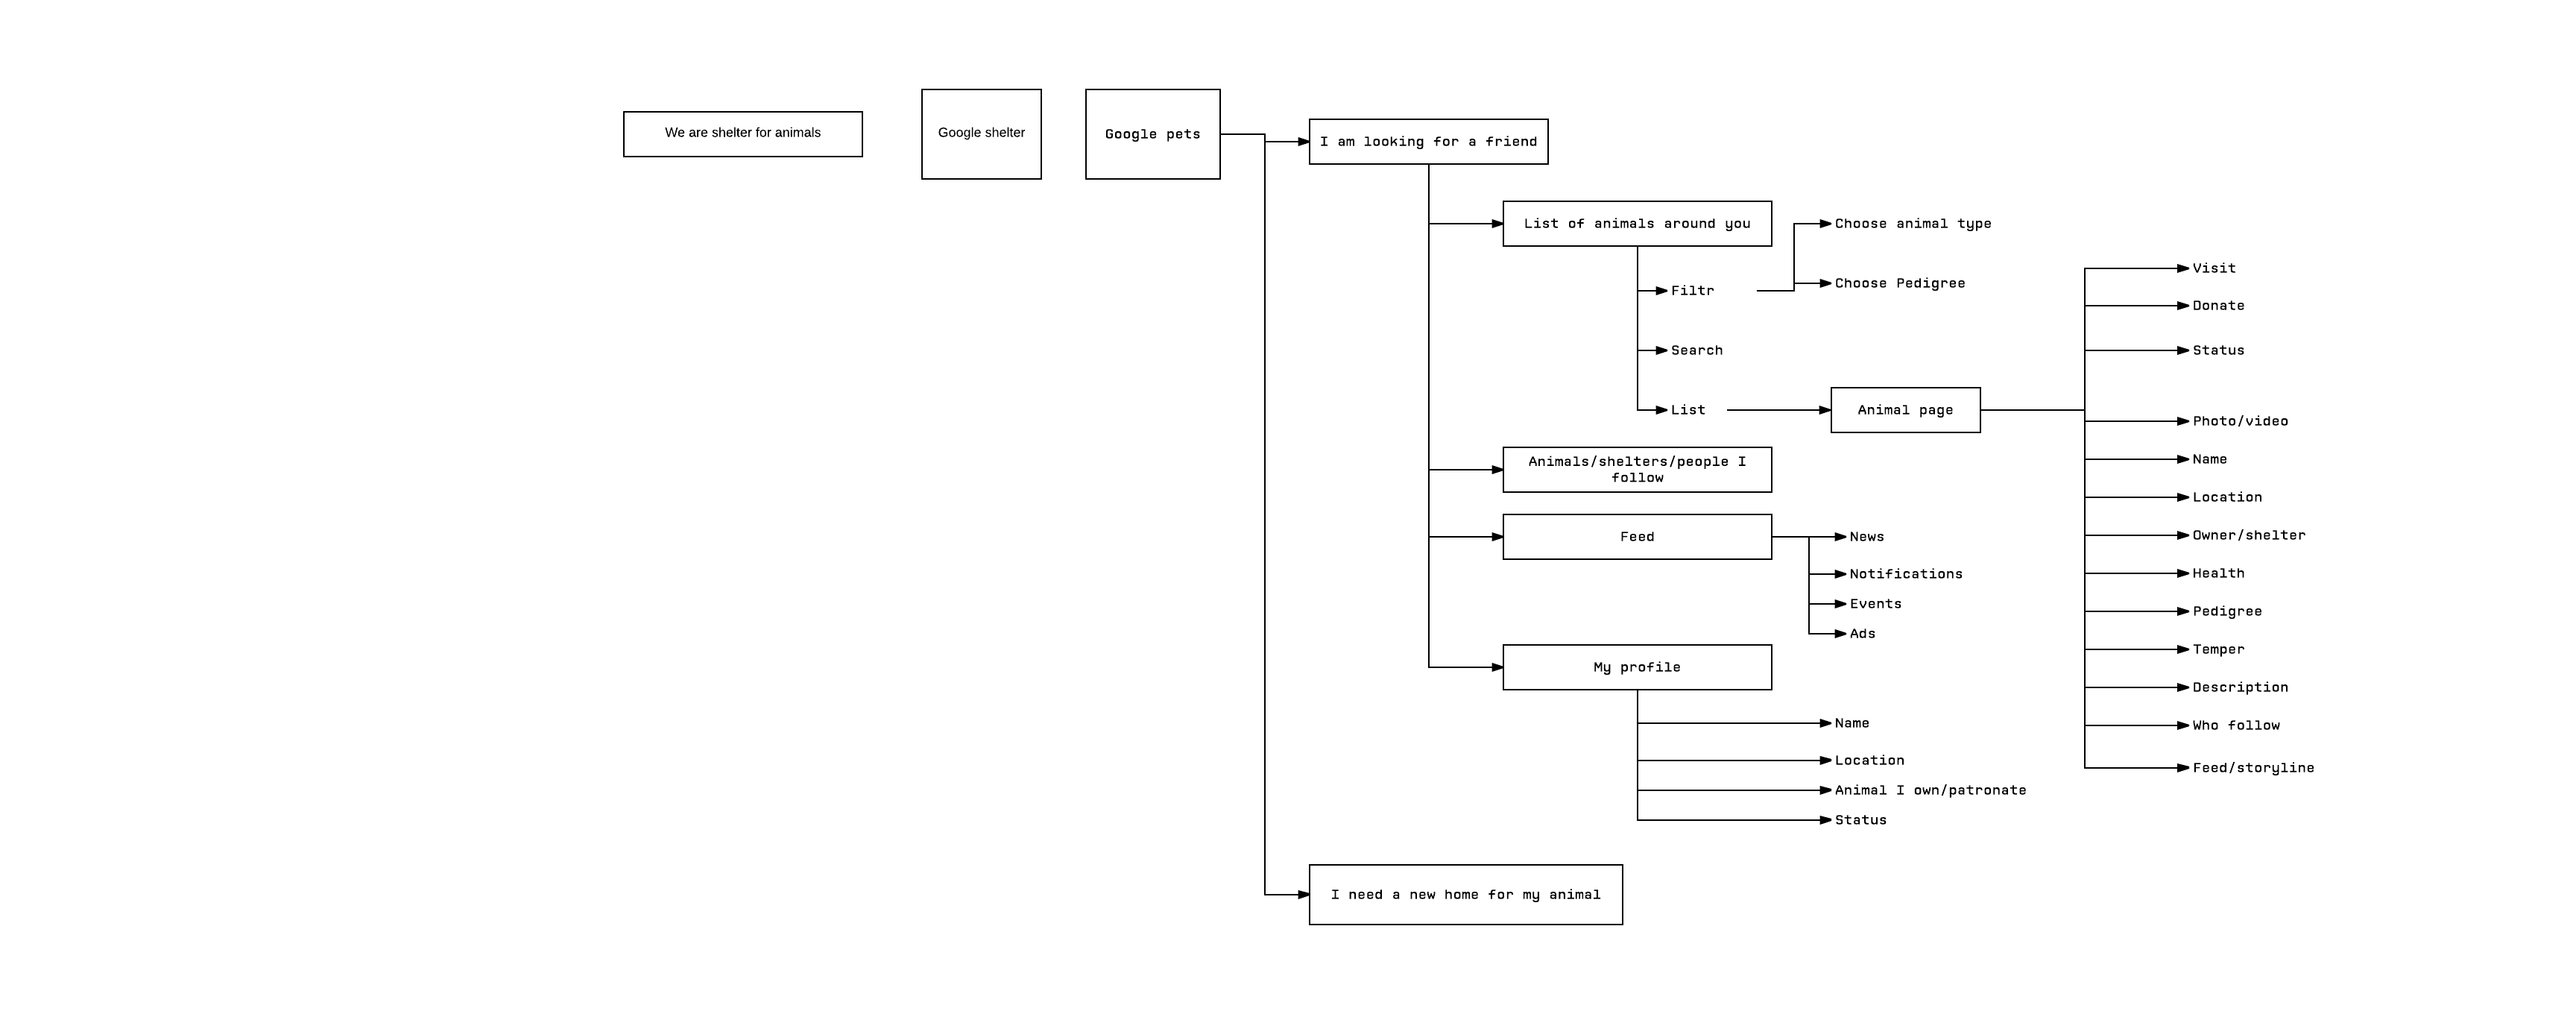 We are shelter for animals
Google shelter
Google pets
I am looking for a friend
List of animals around you
Choose animal type
Choose Pedigree
Filtr
Search
List
Animal page
Visit
Donate
Status
Photo/video
Name
Location
Owner/shelter
Health
Pedigree
Temper
Description
Who follow
Feed/storyline
Animals/shelters/people I
follow
Feed
News
Notifications
Events
Ads
My profile
Name
Location
Animal I own/patronate
Status
I need a new home for my animal